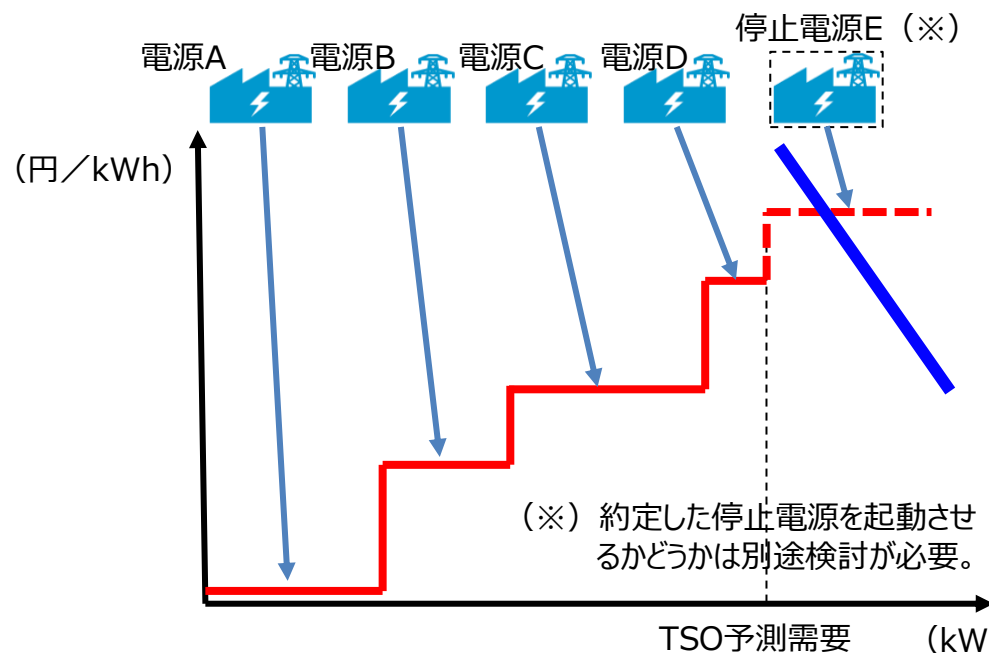 停止電源E（※）
電源A
電源B
電源C
電源D
（円／kWh）
（※）約定した停止電源を起動させ
るかどうかは別途検討が必要。
TSO予測需要
（kW